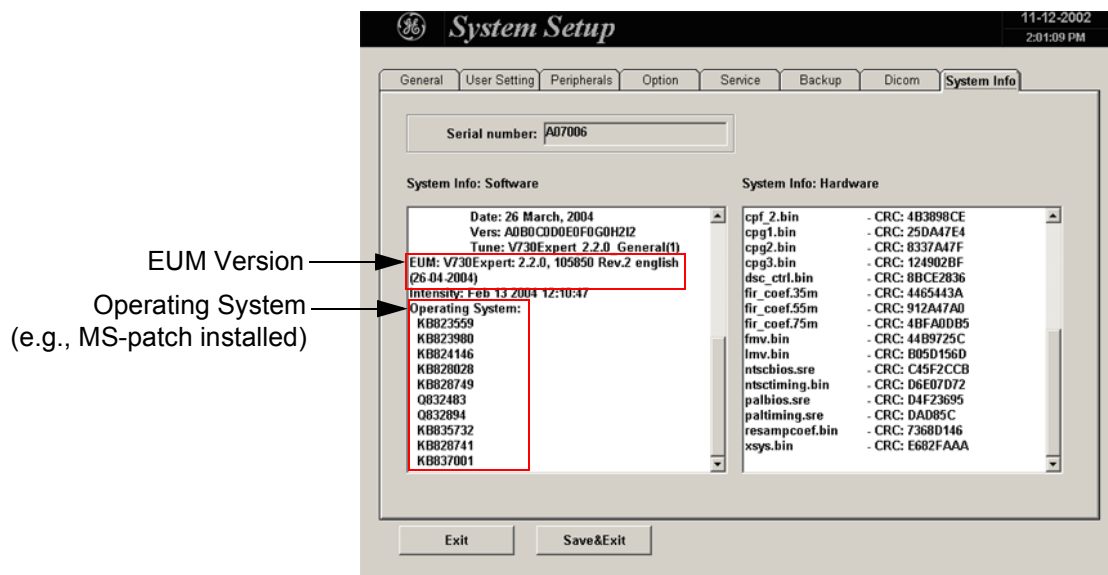 System Setup
11-12-2002
2:01:09 PM
General User Setting Peripherals Option Service Backup Dicom System Info
Serial number: A07006
System Info: Software
Date: 26 March, 2004
Vers: A0B0C0D0E0F0G0H2I2
Tune: V730Expert_2.2.0_General(1)
EUM: V730Expert: 2.2.0, 105850 Rev.2 english
(26-04-2004)
Intensity: Feb 13 2004 12:10:47
Operating System:
KB823559
KB823980
KB824146
KB828028
KB828749
Q832483
Q832894
KB835732
KB828741
KB837001
System Info: Hardware
cpf_2.bin - CRC: 4B3898CE
cpg1.bin - CRC: 25DA47E4
cpg2.bin - CRC: 8337A47F
cpg3.bin - CRC: 124902BF
dsc_ctrl.bin - CRC: 8BCE2836
fir_coef.35m - CRC: 4465443A
fir_coef.55m - CRC: 912A47A0
fir_coef.75m - CRC: 4BFA0DB5
fmv.bin - CRC: 44B9725C
lmv.bin - CRC: B05D156D
ntscbios.sre - CRC: C45F2CCB
ntsctiming.bin - CRC: D6E07D72
palbios.sre - CRC: D4F23695
paltiming.sre - CRC: DAD85C
resampcoef.bin - CRC: 7368D146
xsys.bin - CRC: E682FAAA
EUM Version
Operating System
(e.g., MS-patch installed)
Exit Save&Exit